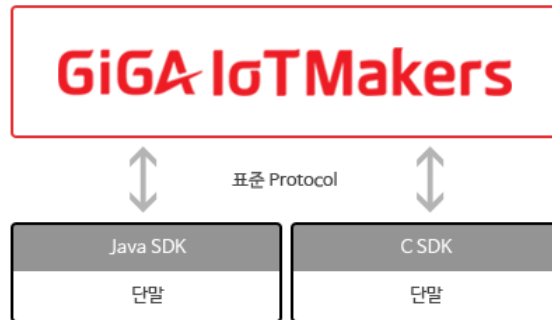 GiGA IoTMakers
표준 Protocol
Java SDK
C SDK
단말
단말